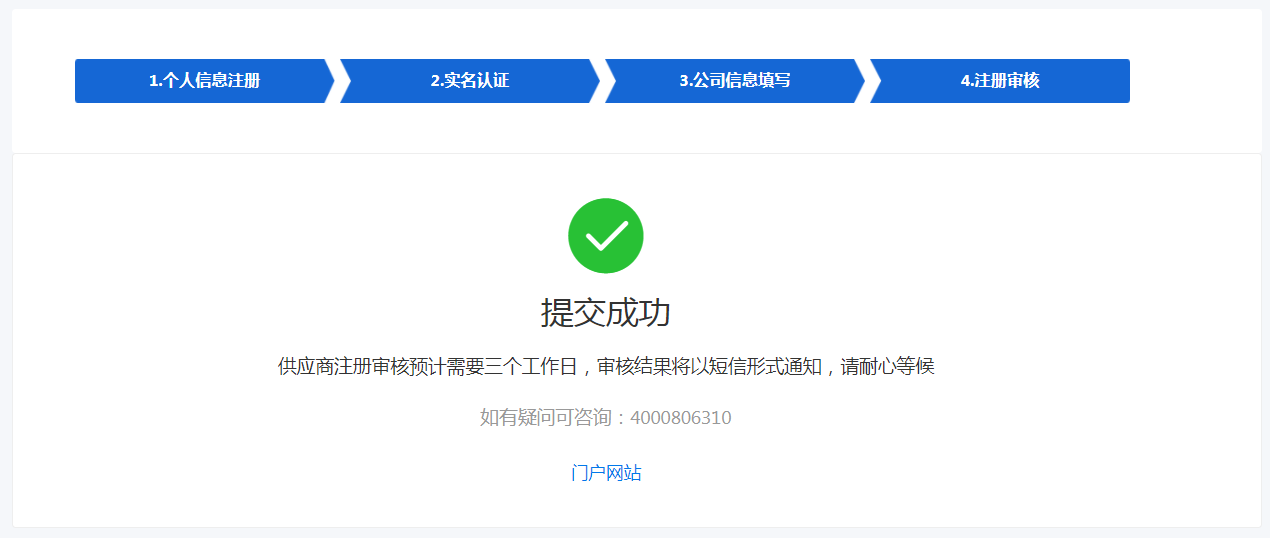 1.个人信息注册
2.实名认证
3.公司信息填写
4.注册审核
提交成功
供应商注册审核预计需要三个工作日，审核结果将以短信形式通知，请耐心等候
如有疑问可咨询：4000806310
门户网站